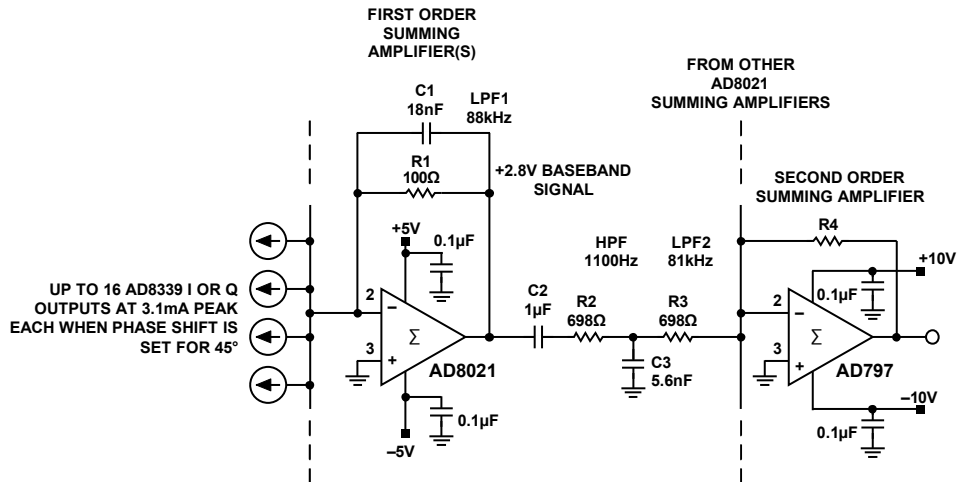 FIRST ORDER
SUMMING
AMPLIFIER(S)
C1
18nF
LPF1
88kHz
R1
100Ω
+2.8V BASEBAND
SIGNAL
FROM OTHER
AD8021
SUMMING AMPLIFIERS
SECOND ORDER
SUMMING AMPLIFIER
R4
+5V
0.1µF
UP TO 16 AD8339 I OR Q
OUTPUTS AT 3.1mA PEAK
EACH WHEN PHASE SHIFT IS
SET FOR 45°
2
–
Σ
3
+
AD8021
–5V
0.1µF
HPF
1100Hz
LPF2
81kHz
C2
1µF
R2
698Ω
R3
698Ω
C3
5.6nF
+10V
0.1µF
2
–
Σ
3
+
AD797
–10V
0.1µF